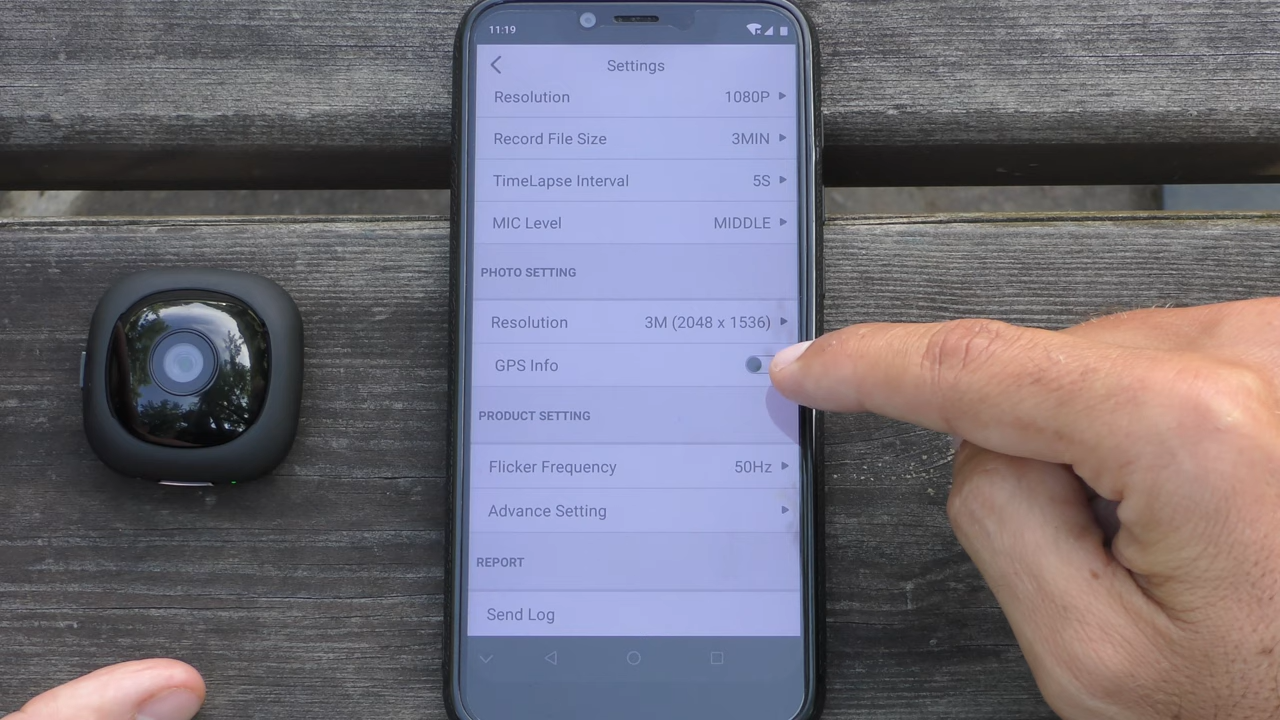 11:19
Settings
Resolution 1080P
Record File Size 3MIN
TimeLapse Interval 5S
MIC Level MIDDLE
PHOTO SETTING
Resolution 3M (2048 x 1536)
GPS Info
PRODUCT SETTING
Flicker Frequency 50Hz
Advance Setting
REPORT
Send Log